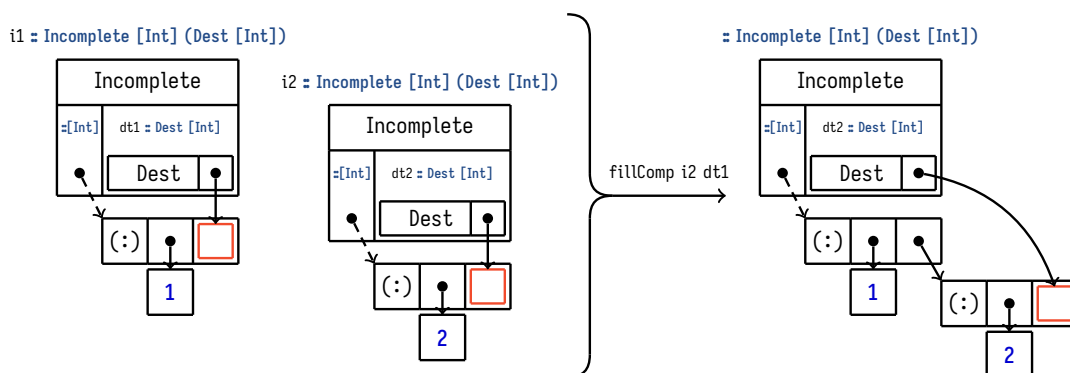 i1 :: Incomplete [Int] (Dest [Int])
Incomplete
::[Int]
dt1 :: Dest [Int]
Dest
(:)
1
i2 :: Incomplete [Int] (Dest [Int])
Incomplete
::[Int]
dt2 :: Dest [Int]
Dest
(:)
2
fillComp i2 dt1
:: Incomplete [Int] (Dest [Int])
Incomplete
::[Int]
dt2 :: Dest [Int]
Dest
(:)
1
(:)
2